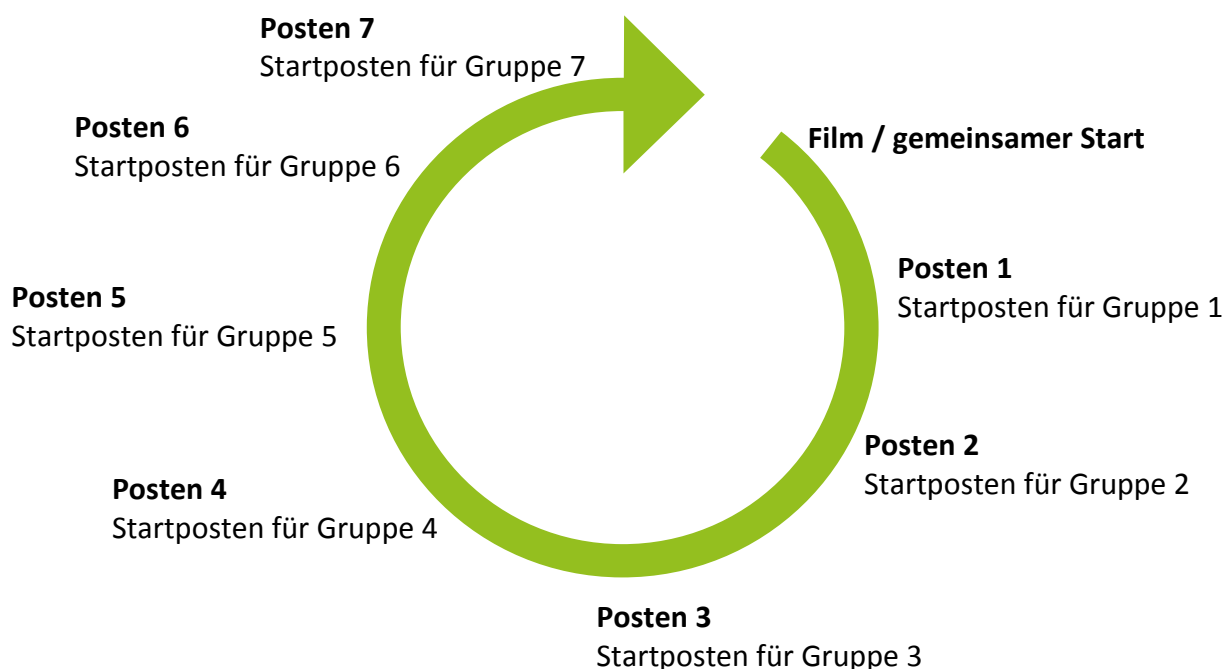 Posten 7
Startposten für Gruppe 7
Posten 6
Startposten für Gruppe 6
Film / gemeinsamer Start
Posten 1
Startposten für Gruppe 1
Posten 5
Startposten für Gruppe 5
Posten 2
Startposten für Gruppe 2
Posten 4
Startposten für Gruppe 4
Posten 3
Startposten für Gruppe 3